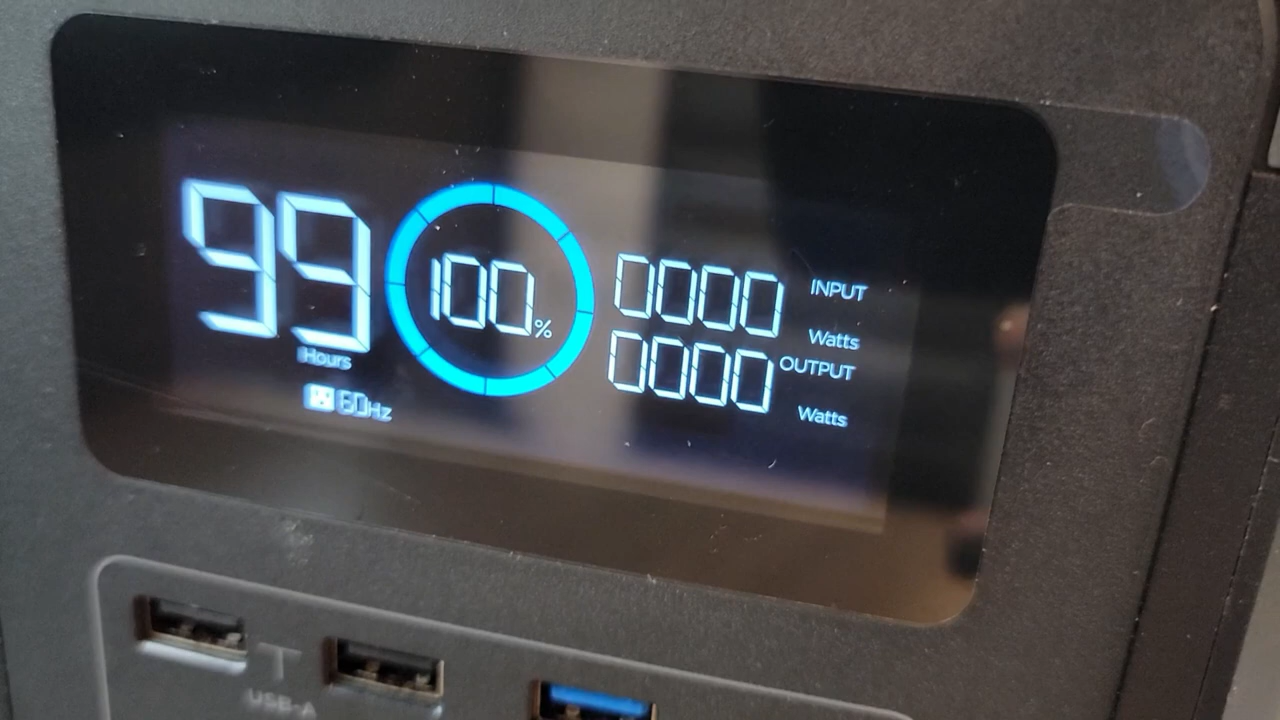 99
Hours
60Hz
100%
0000 INPUT
Watts
0000 OUTPUT
Watts
USB-A